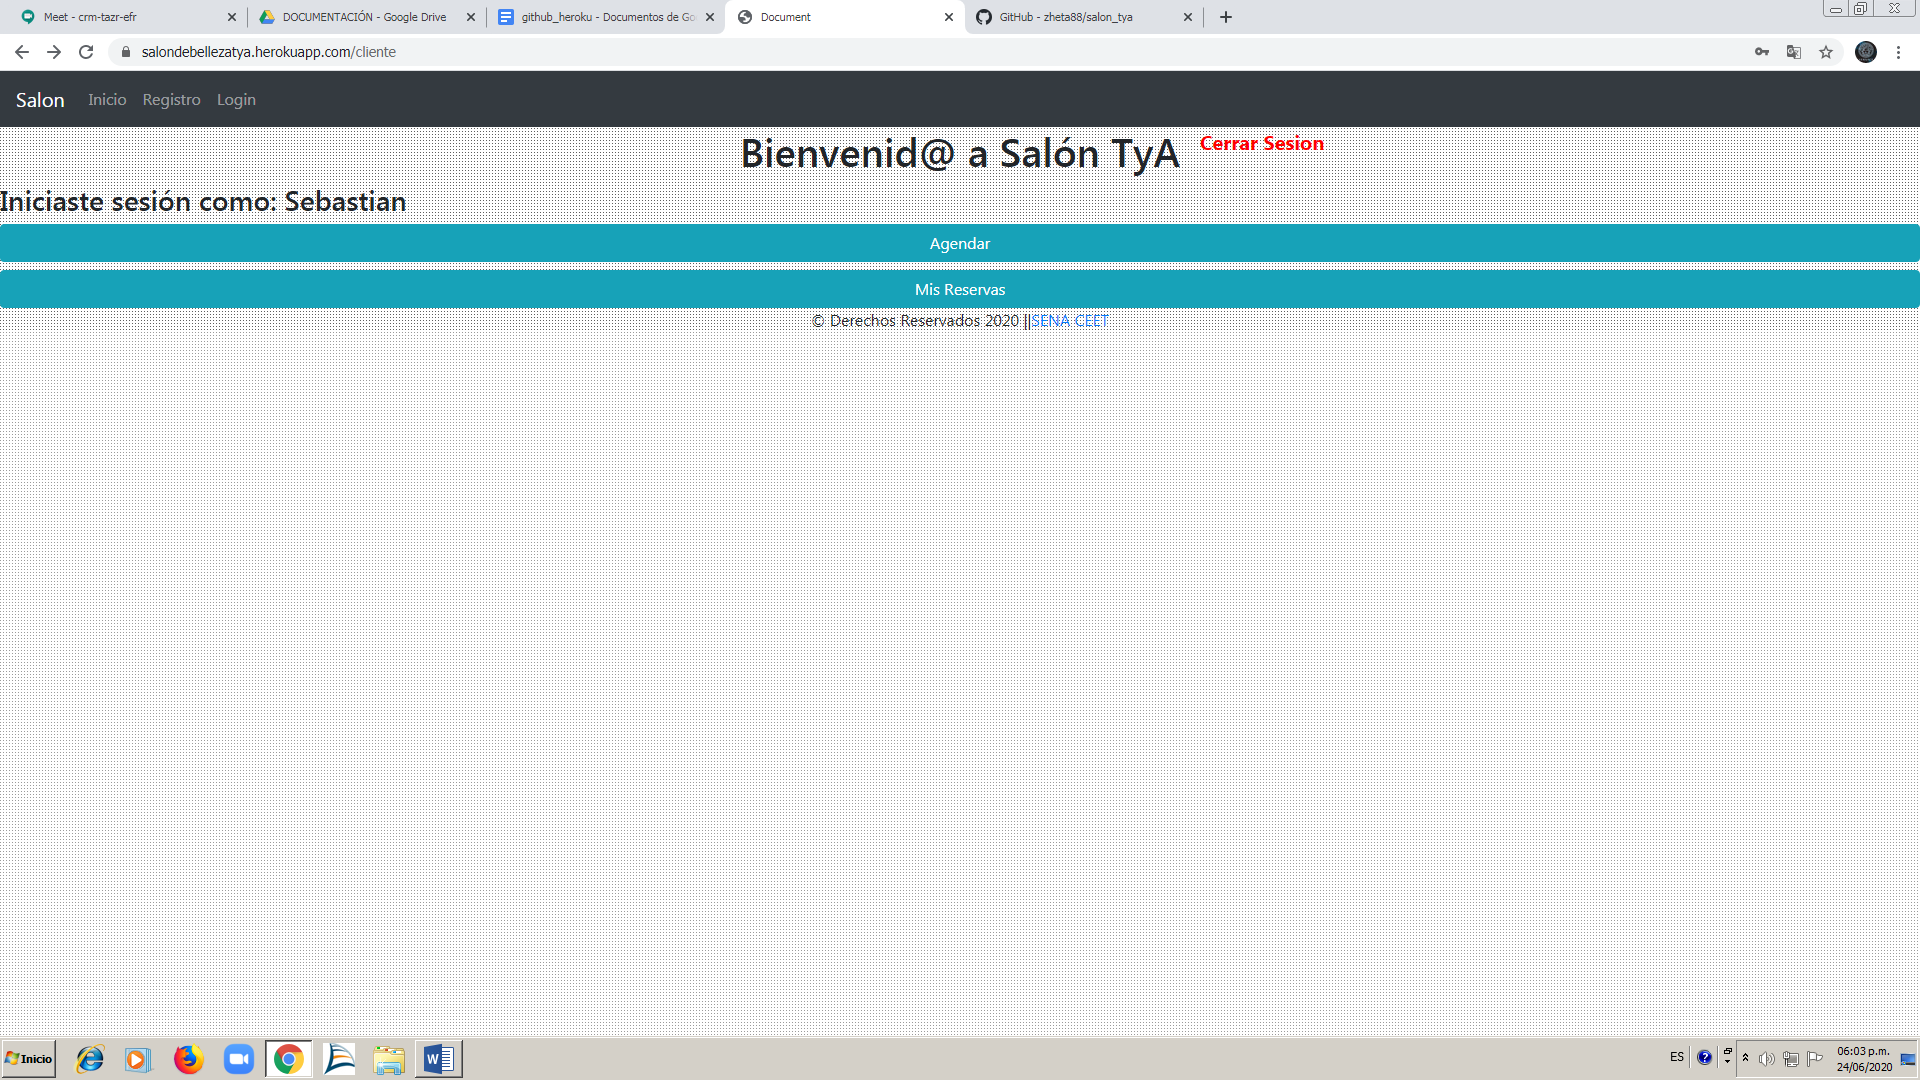 Meet - crm-tazr-efr
DOCUMENTACIÓN - Google Drive
github_heroku - Documentos de Go
Document
GitHub - zheta88/salon_tya
salondebellezatya.herokuapp.com/cliente
Salon Inicio Registro Login
Bienvenid@ a Salón TyA Cerrar Sesion
Iniciaste sesión como: Sebastian
Agendar
Mis Reservas
© Derechos Reservados 2020 ||SENA CEET
Inicio
ES
06:03 p.m.
24/06/2020